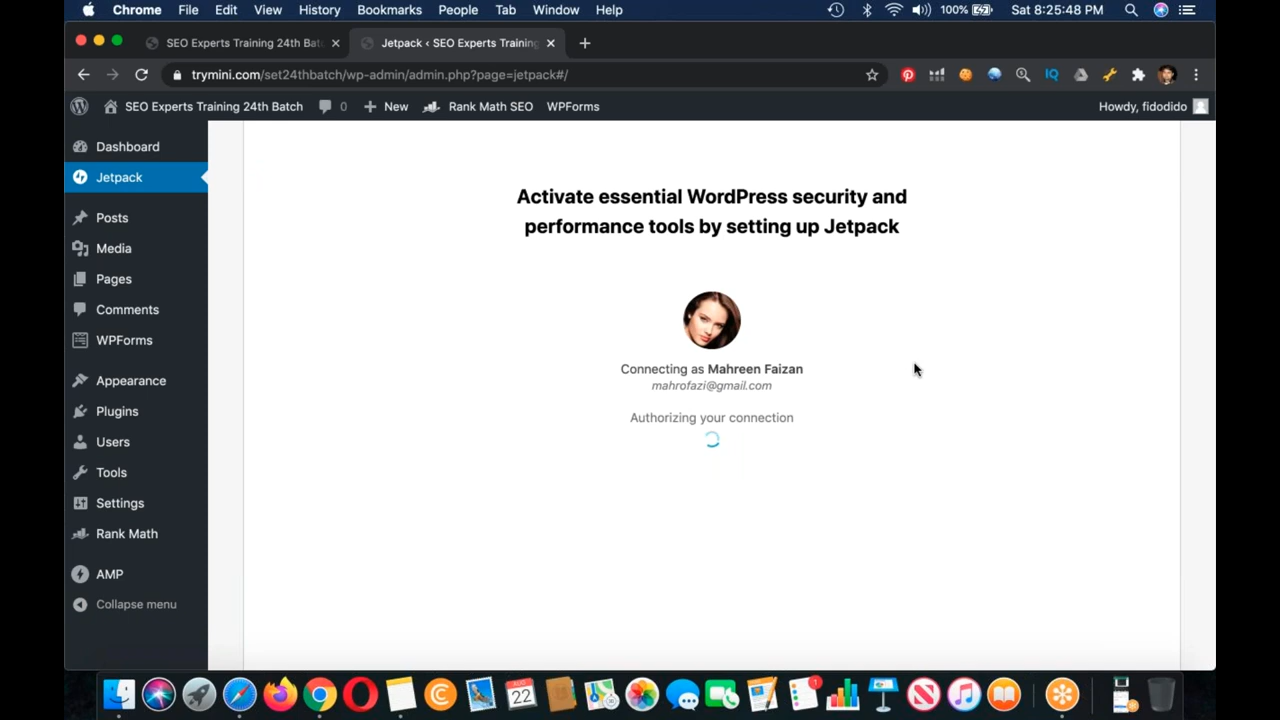 Chrome File Edit View History Bookmarks People Tab Window Help 100% Sat 8:25:48 PM
SEO Experts Training 24th Bat Jetpack ‹ SEO Experts Training
trymini.com/set24thbatch/wp-admin/admin.php?page=jetpack#/
SEO Experts Training 24th Batch 0 New Rank Math SEO WPForms Howdy, fidodido
Dashboard
Jetpack
Posts
Media
Pages
Comments
WPForms
Appearance
Plugins
Users
Tools
Settings
Rank Math
AMP
Collapse menu
Activate essential WordPress security and
performance tools by setting up Jetpack
Connecting as Mahreen Faizan
mahrofazi@gmail.com
Authorizing your connection
AUG
22
1